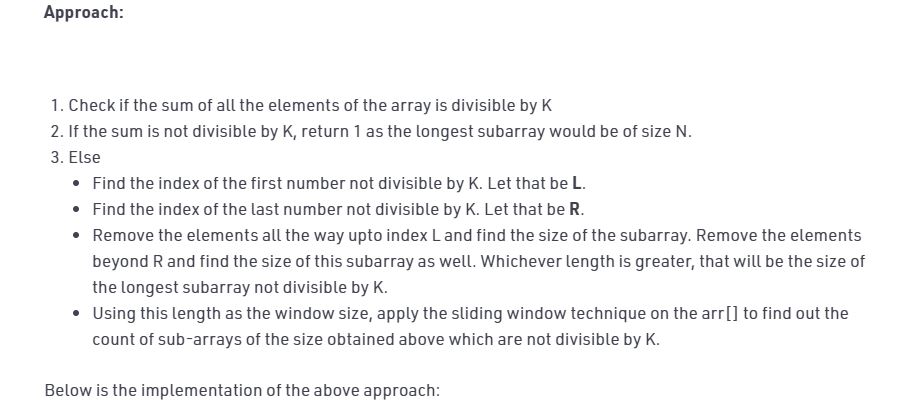 Approach:
1. Check if the sum of all the elements of the array is divisible by K
2. If the sum is not divisible by K, return 1 as the longest subarray would be of size N.
3. Else
• Find the index of the first number not divisible by K. Let that be L.
• Find the index of the last number not divisible by K. Let that be R.
• Remove the elements all the way upto index L and find the size of the subarray. Remove the elements
beyond R and find the size of this subarray as well. Whichever length is greater, that will be the size of
the longest subarray not divisible by K.
• Using this length as the window size, apply the sliding window technique on the arr[] to find out the
count of sub-arrays of the size obtained above which are not divisible by K.
Below is the implementation of the above approach: